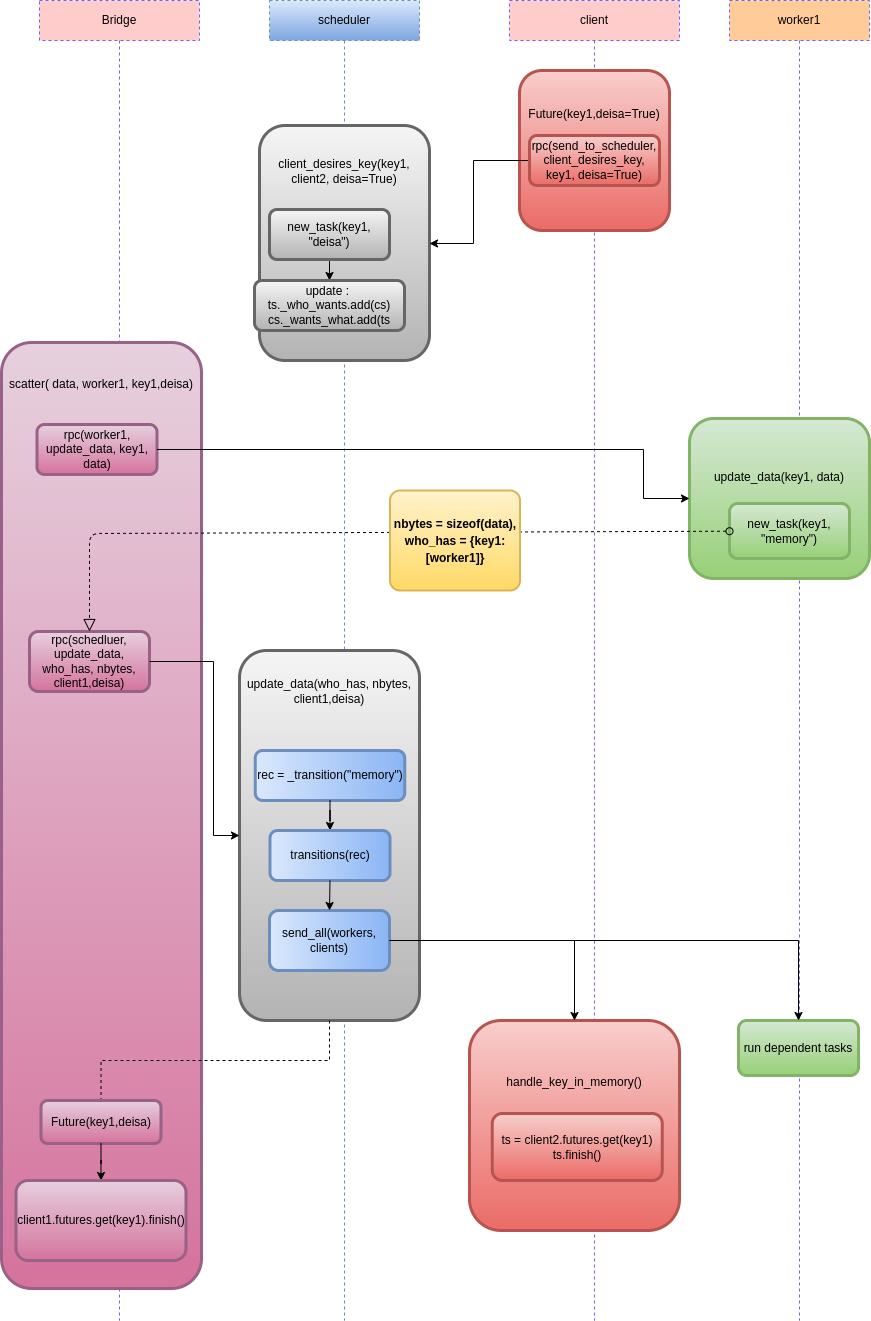 Bridge
scheduler
client
worker1
Future(key1,deisa=True)
rpc(send_to_scheduler,
client_desires_key,
key1, deisa=True)
client_desires_key(key1,
client2, deisa=True)
new_task(key1,
"deisa")
update :
ts._who_wants.add(cs)
cs._wants_what.add(ts
scatter( data, worker1, key1,deisa)
rpc(worker1,
update_data, key1,
data)
update_data(key1, data)
new_task(key1,
"memory")
nbytes = sizeof(data),
who_has = {key1:
[worker1]}
rpc(schedluer,
update_data,
who_has, nbytes,
client1,deisa)
update_data(who_has, nbytes,
client1,deisa)
rec = _transition("memory")
transitions(rec)
send_all(workers,
clients)
run dependent tasks
handle_key_in_memory()
ts = client2.futures.get(key1)
ts.finish()
Future(key1,deisa)
client1.futures.get(key1).finish()